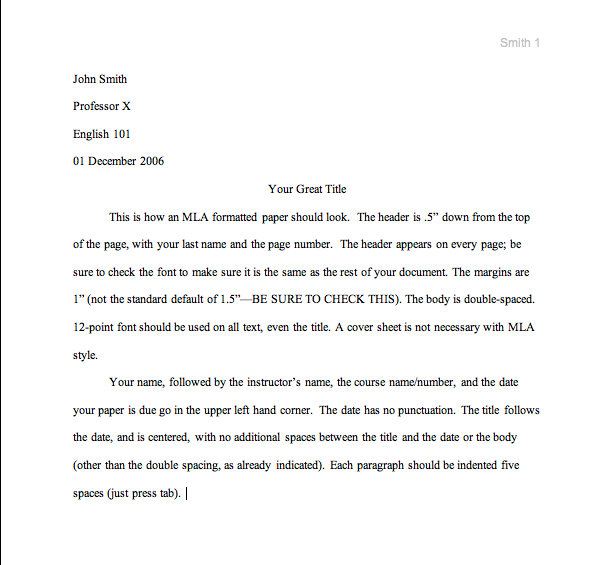 Smith 1
John Smith
Professor X
English 101
01 December 2006
Your Great Title
This is how an MLA formatted paper should look.  The header is .5” down from the top
of the page, with your last name and the page number.  The header appears on every page; be
sure to check the font to make sure it is the same as the rest of your document. The margins are
1” (not the standard default of 1.5”—BE SURE TO CHECK THIS). The body is double-spaced.
12-point font should be used on all text, even the title. A cover sheet is not necessary with MLA
style.
Your name, followed by the instructor’s name, the course name/number, and the date
your paper is due go in the upper left hand corner.  The date has no punctuation.  The title follows
the date, and is centered, with no additional spaces between the title and the date or the body
(other than the double spacing, as already indicated).  Each paragraph should be indented five
spaces (just press tab).